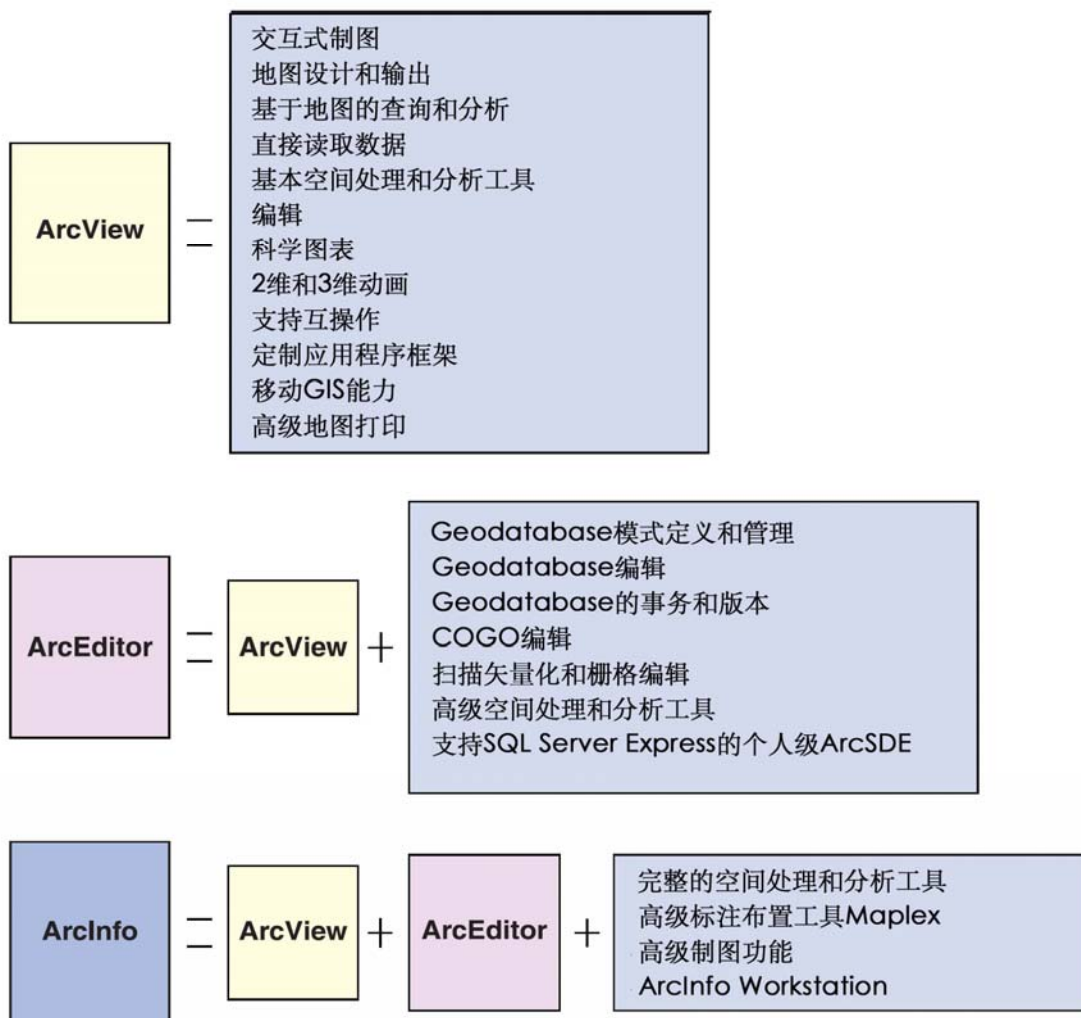 交互式制图
地图设计和输出
基于地图的查询和分析
直接读取数据
基本空间处理和分析工具
编辑
科学图表
2维和3维动画
支持互操作
定制应用程序框架
移动GIS能力
高级地图打印
ArcView =
Geodatabase模式定义和管理
Geodatabase编辑
Geodatabase的事务和版本
COGO编辑
扫描矢量化和栅格编辑
高级空间处理和分析工具
支持SQL Server Express的个人级ArcSDE
ArcEditor = ArcView +
完整的空间处理和分析工具
高级标注布置工具Maplex
高级制图功能
ArcInfo Workstation
ArcInfo = ArcView + ArcEditor +